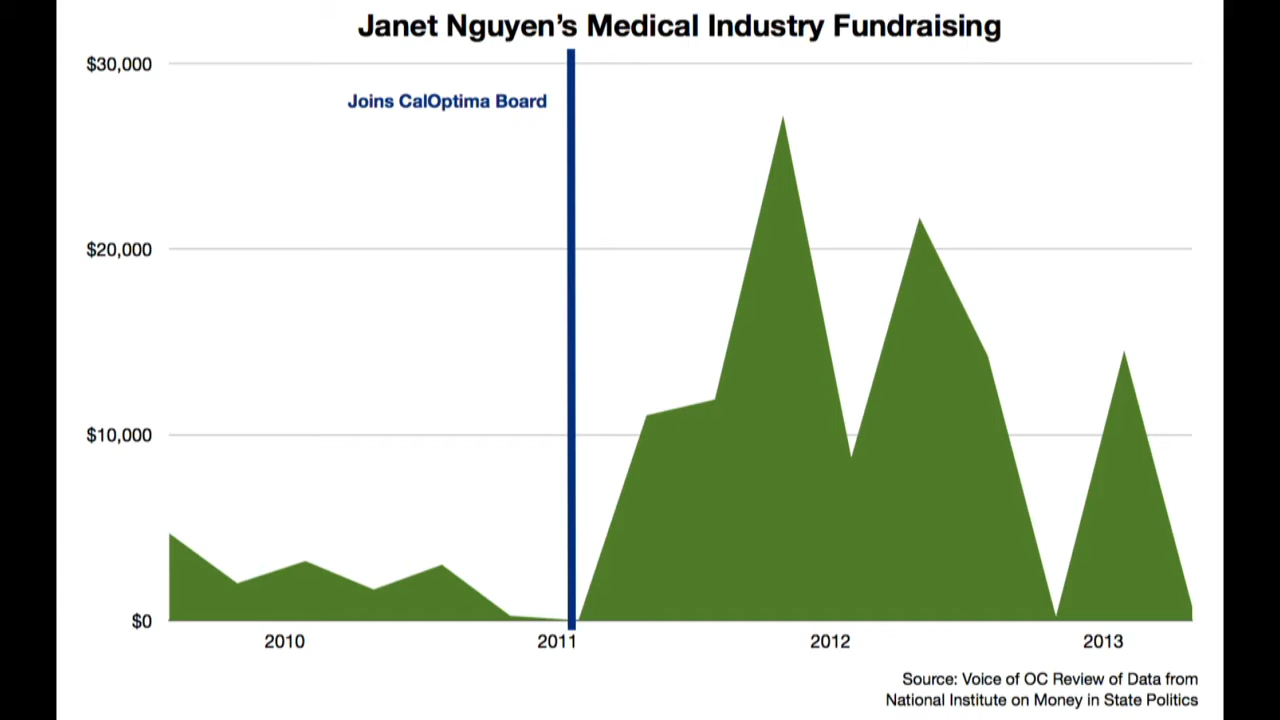 Janet Nguyen's Medical Industry Fundraising
$30,000
Joins CalOptima Board
$20,000
$10,000
$0
2010 2011 2012 2013
Source: Voice of OC Review of Data from
National Institute on Money in State Politics